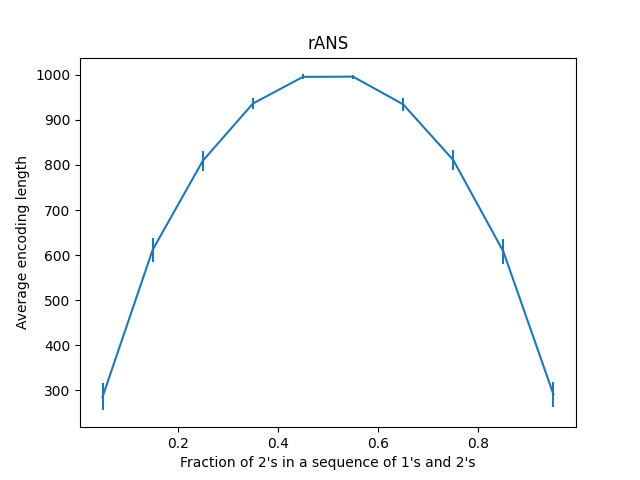 rANS
Average encoding length
1000
900
800
700
600
500
400
300
0.2 0.4 0.6 0.8
Fraction of 2's in a sequence of 1's and 2's